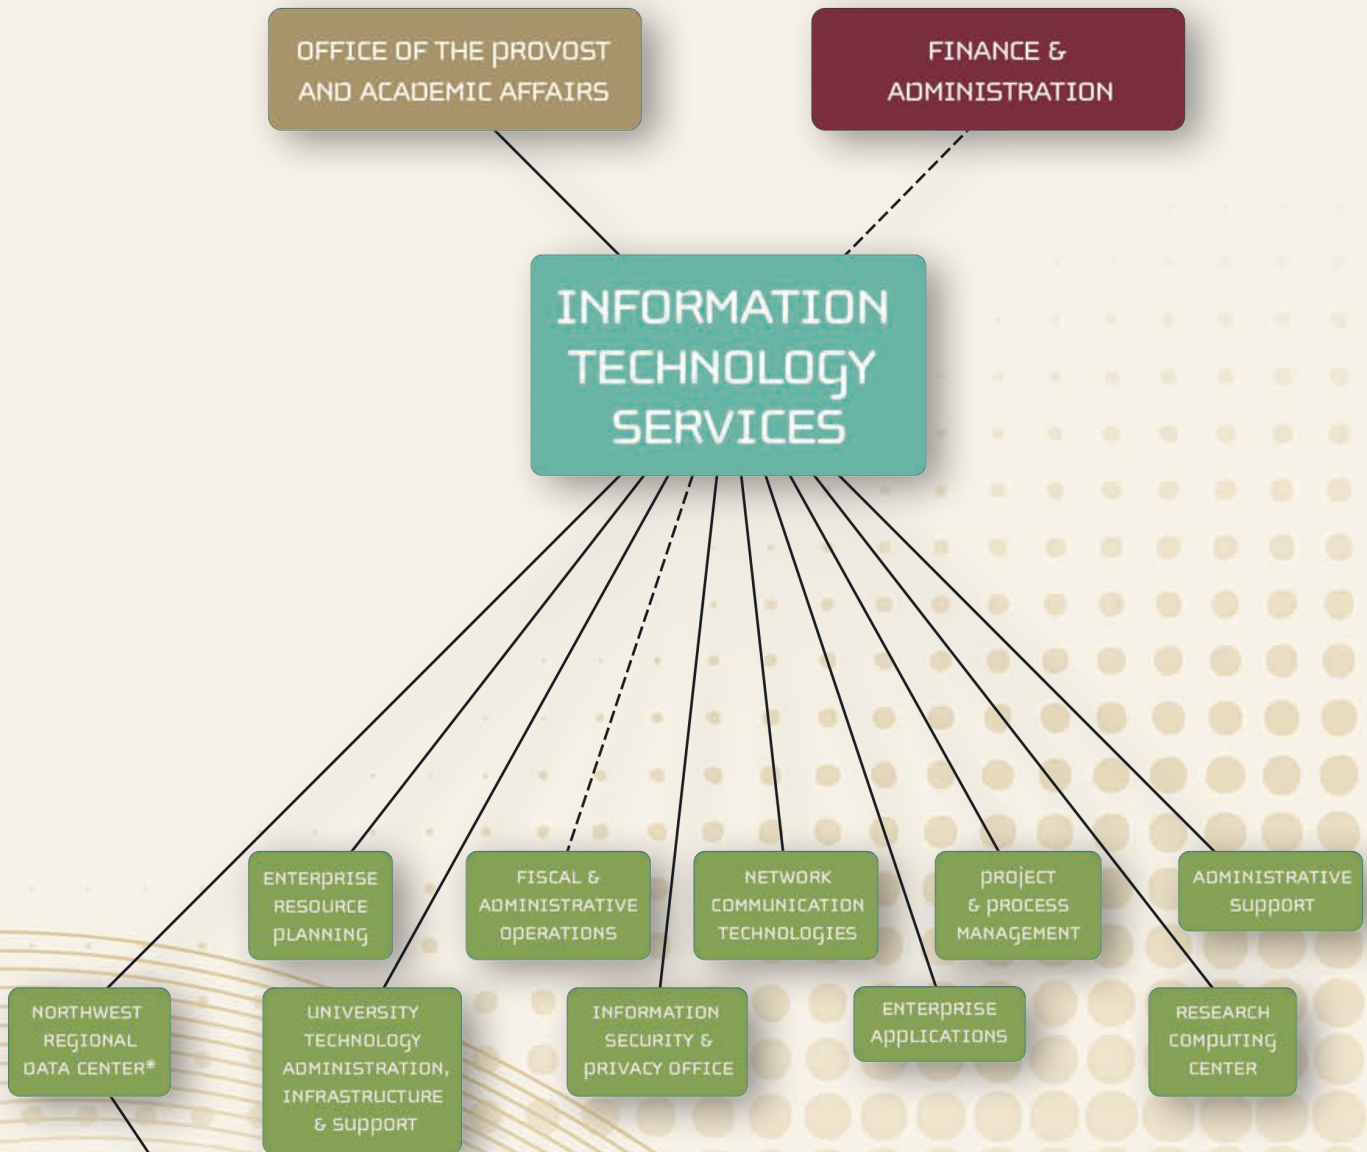 OFFICE OF THE PROVOST
AND ACADEMIC AFFAIRS
FINANCE &
ADMINISTRATION
INFORMATION
TECHNOLOGY
SERVICES
ENTERPRISE
RESOURCE
PLANNING
FISCAL &
ADMINISTRATIVE
OPERATIONS
NETWORK
COMMUNICATION
TECHNOLOGIES
PROJECT
& PROCESS
MANAGEMENT
ADMINISTRATIVE
SUPPORT
NORTHWEST
REGIONAL
DATA CENTER*
UNIVERSITY
TECHNOLOGY
ADMINISTRATION,
INFRASTRUCTURE
& SUPPORT
INFORMATION
SECURITY &
PRIVACY OFFICE
ENTERPRISE
APPLICATIONS
RESEARCH
COMPUTING
CENTER